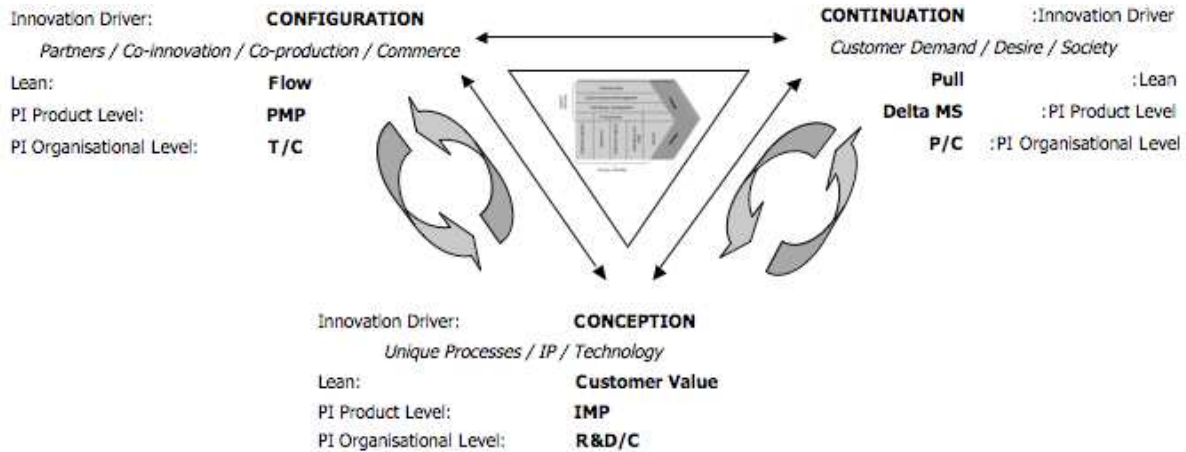 Innovation Driver: CONFIGURATION
Partners / Co-innovation / Co-production / Commerce
Lean: Flow
PI Product Level: PMP
PI Organisational Level: T/C
CONTINUATION :Innovation Driver
Customer Demand / Desire / Society
Pull :Lean
Delta MS :PI Product Level
P/C :PI Organisational Level
Innovation Driver: CONCEPTION
Unique Processes / IP / Technology
Lean: Customer Value
PI Product Level: IMP
PI Organisational Level: R&D/C